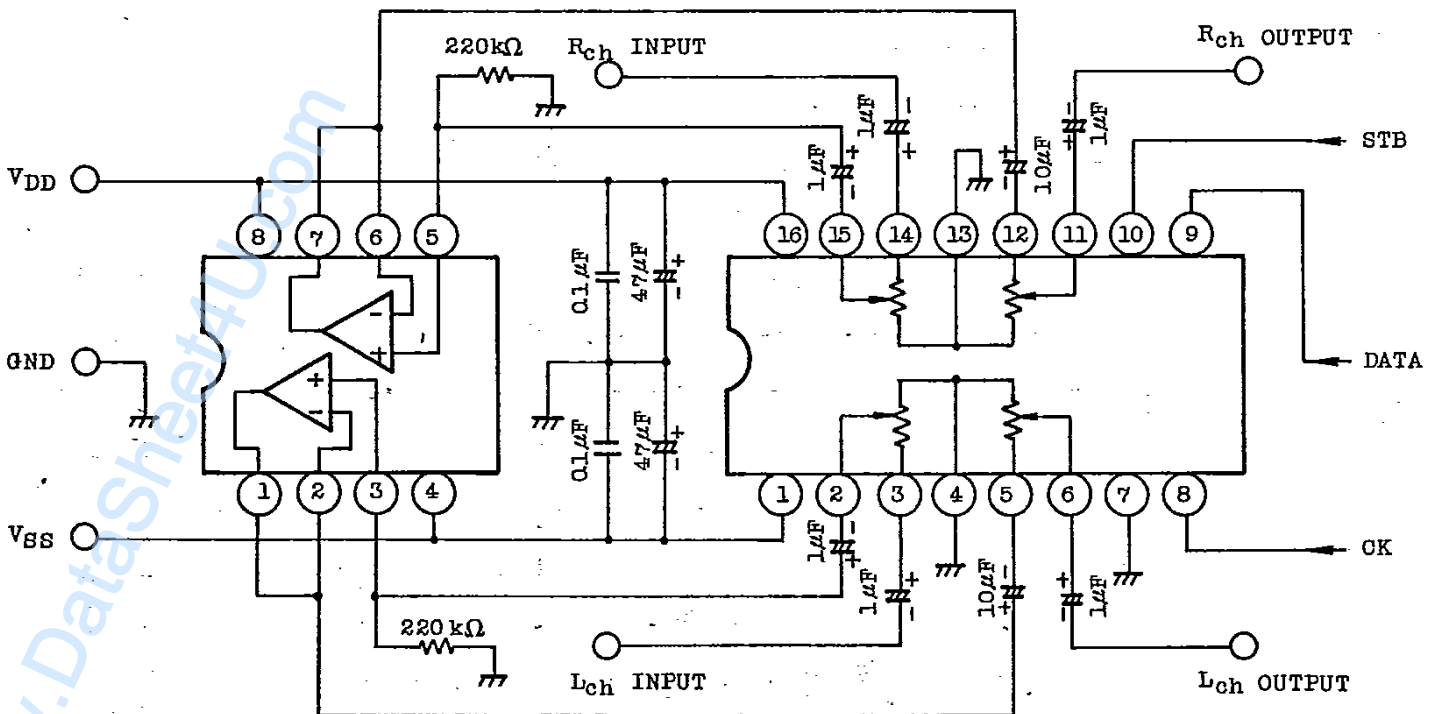 220kΩ
Rch INPUT
Rch OUTPUT
1μF
1μF
1μF
10μF
STB
VDD
8
7
6
5
16
15
14
13
12
11
10
9
0.1μF
47μF
GND
DATA
0.1μF
47μF
1
2
3
4
1
2
3
4
5
6
7
8
VSS
CK
1μF
1μF
10μF
1μF
220kΩ
Lch INPUT
Lch OUTPUT
w.DataSheet4U.com